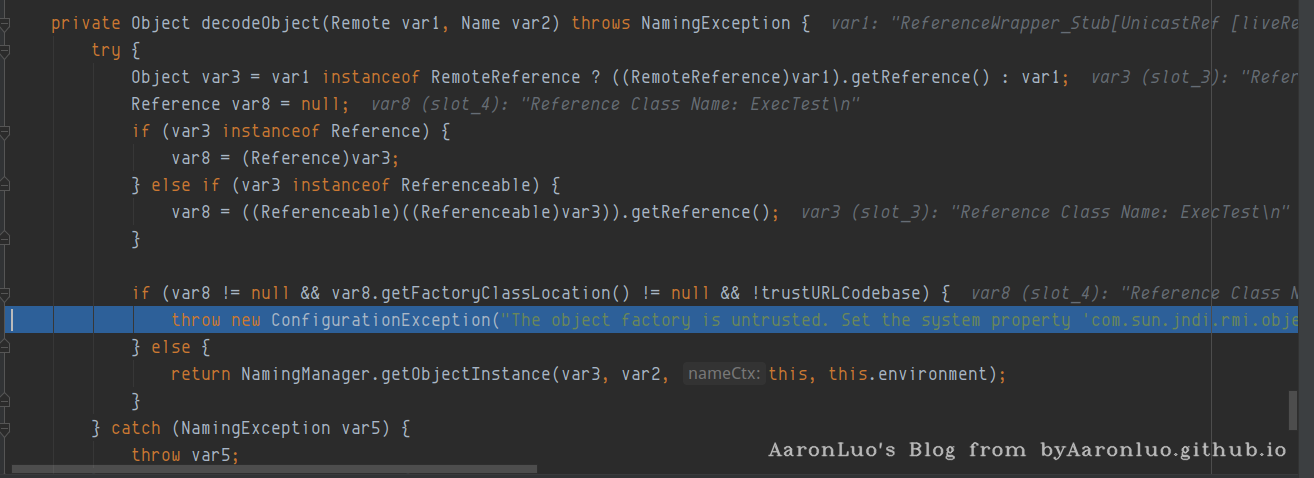 private Object decodeObject(Remote var1, Name var2) throws NamingException {  var1: "ReferenceWrapper_Stub[UnicastRef [liveRe
try {
Object var3 = var1 instanceof RemoteReference ? ((RemoteReference)var1).getReference() : var1;  var3 (slot_3): "Refer
Reference var8 = null;  var8 (slot_4): "Reference Class Name: ExecTest\n"
if (var3 instanceof Reference) {
var8 = (Reference)var3;
} else if (var3 instanceof Referenceable) {
var8 = ((Referenceable)((Referenceable)var3)).getReference();  var3 (slot_3): "Reference Class Name: ExecTest\n"
}
if (var8 != null && var8.getFactoryClassLocation() != null && !trustURLCodebase) {  var8 (slot_4): "Reference Class N
throw new ConfigurationException("The object factory is untrusted. Set the system property 'com.sun.jndi.rmi.obje
} else {
return NamingManager.getObjectInstance(var3, var2, nameCtx: this, this.environment);
}
} catch (NamingException var5) {
throw var5;
AaronLuo's Blog from byAaronluo.github.io